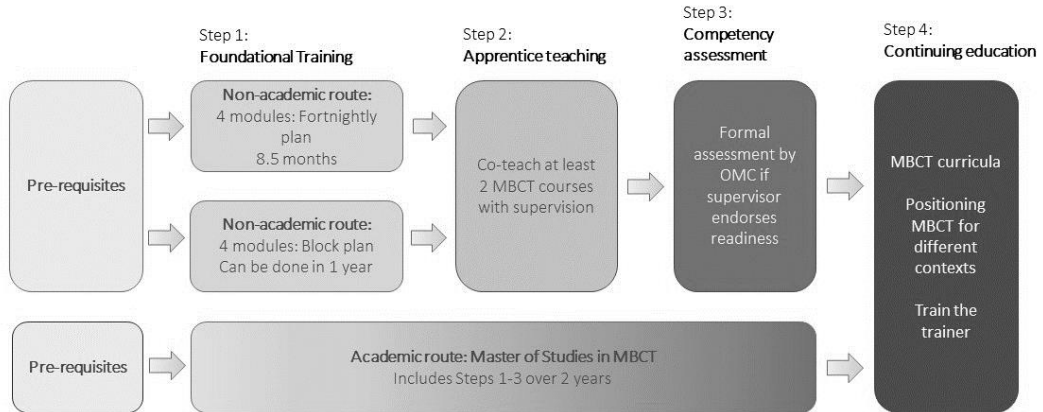 Step 1:
Foundational Training
Step 2:
Apprentice teaching
Step 3:
Competency
assessment
Step 4:
Continuing education
Pre-requisites
Non-academic route:
4 modules: Fortnightly
plan
8.5 months
Non-academic route:
4 modules: Block plan
Can be done in 1 year
Co-teach at least
2 MBCT courses
with supervision
Formal
assessment by
OMC if
supervisor
endorses
readiness
MBCT curricula
Positioning
MBCT for
different
contexts
Train the
trainer
Pre-requisites
Academic route: Master of Studies in MBCT
Includes Steps 1-3 over 2 years